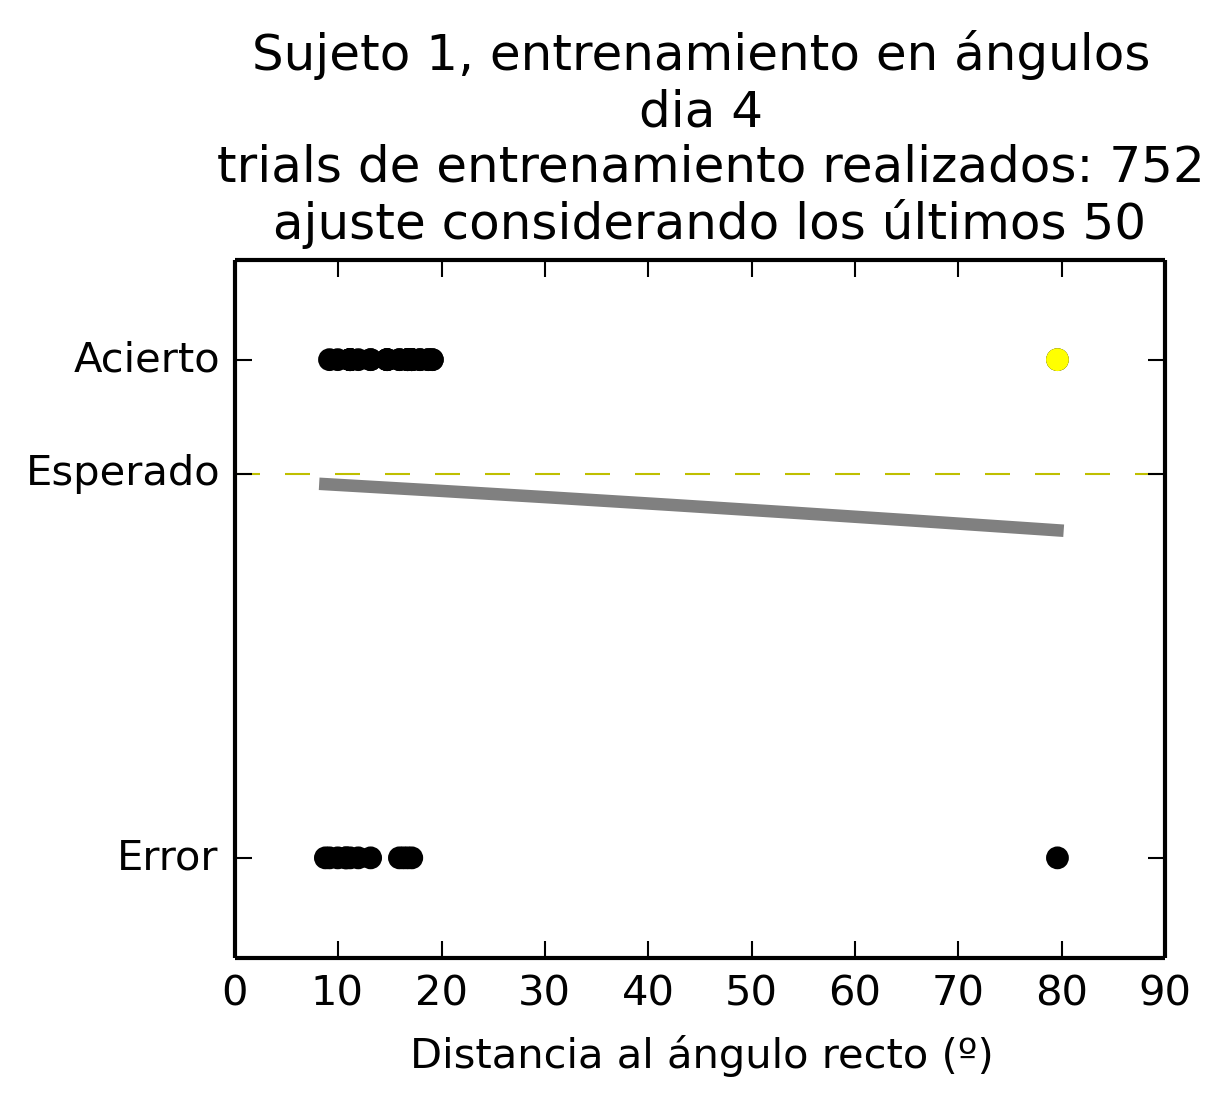 Sujeto 1, entrenamiento en ángulos
dia 4
trials de entrenamiento realizados: 752
ajuste considerando los últimos 50
Acierto
Esperado
Error
0 10 20 30 40 50 60 70 80 90
Distancia al ángulo recto (º)